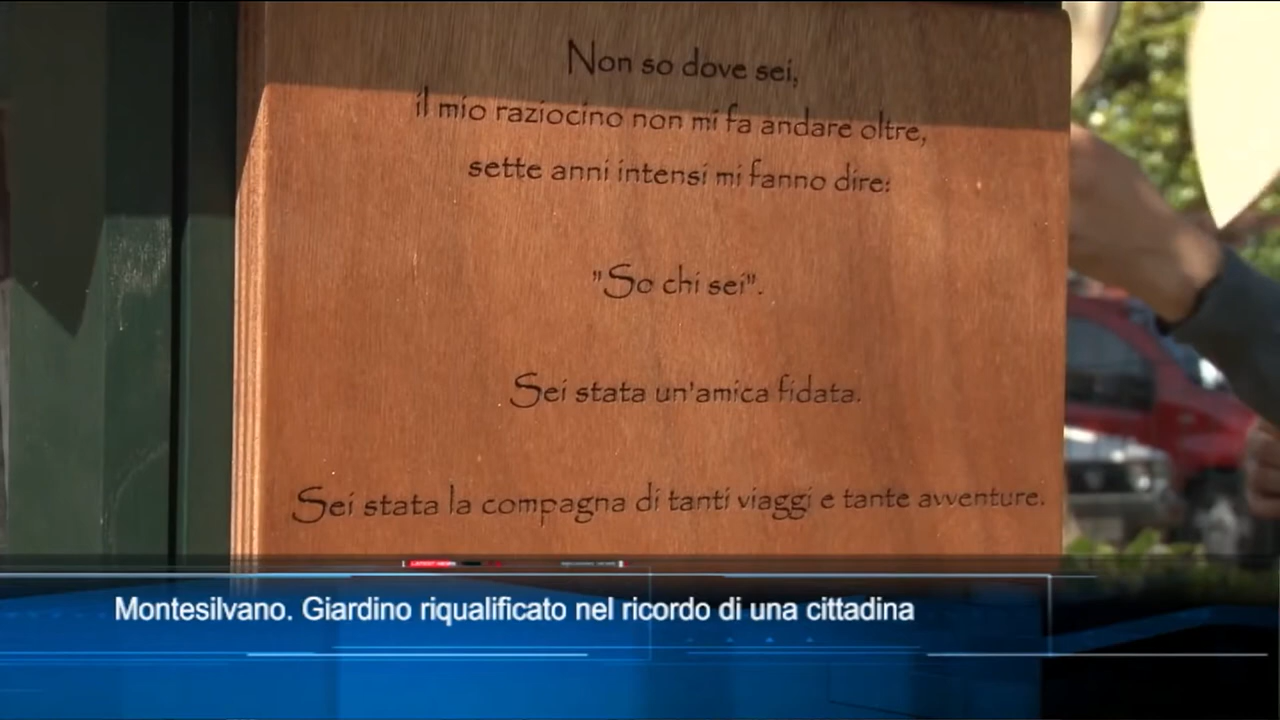 Non so dove sei,
il mio raziocino non mi fa andare oltre,
sette anni intensi mi fanno dire:
"So chi sei".
Sei stata un'amica fidata.
Sei stata la compagna di tanti viaggi e tante avventure.
LATEST NEWS
Montesilvano. Giardino riqualificato nel ricordo di una cittadina